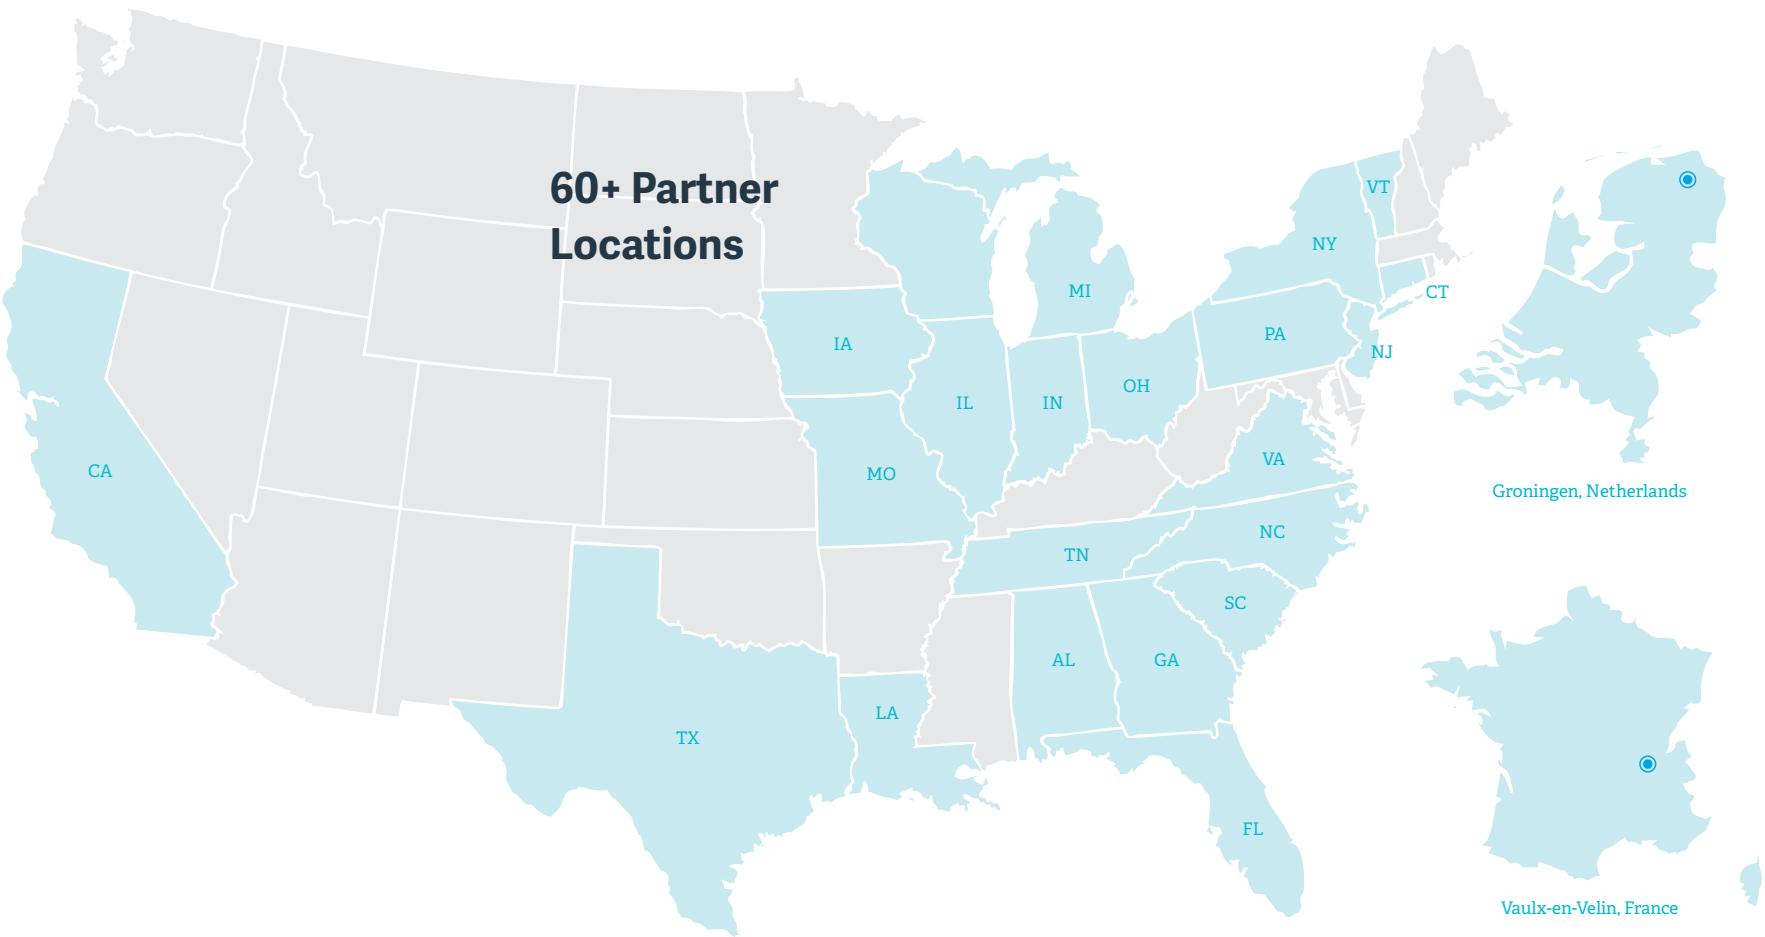 60+ Partner
Locations
VT
NY
MI
CT
PA
IA
NJ
OH
IL
IN
VA
CA
MO
Groningen, Netherlands
NC
TN
SC
AL
GA
LA
TX
FL
Vaulx-en-Velin, France